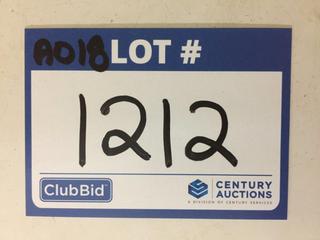 A018 LOT #
1212
ClubBid
CENTURY
AUCTIONS
A DIVISION OF CENTURY SERVICES